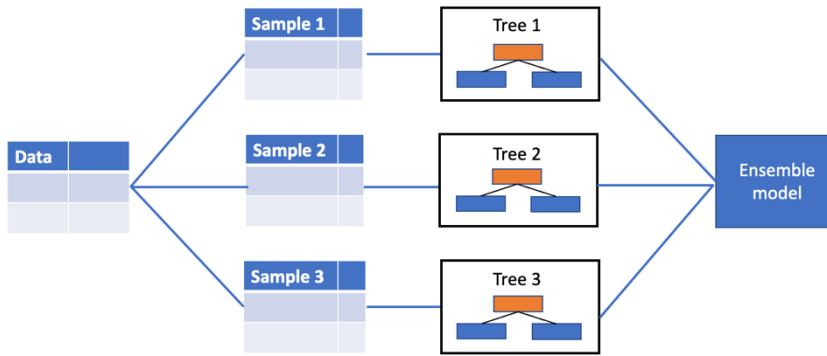 Sample 1
Tree 1
Data
Sample 2
Tree 2
Ensemble
model
Sample 3
Tree 3